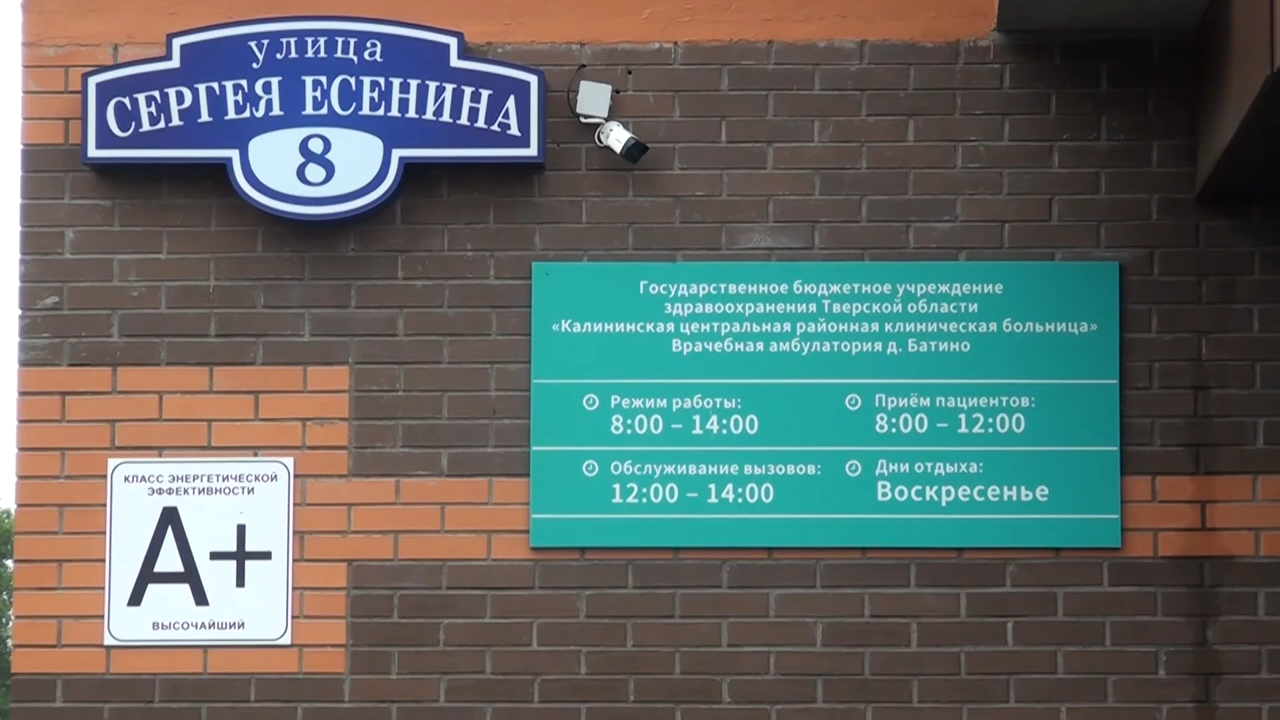 улица
СЕРГЕЯ ЕСЕНИНА
8
Государственное бюджетное учреждение
здравоохранения Тверской области
«Калининская центральная районная клиническая больница»
Врачебная амбулатория д. Батино
Режим работы:
8:00 – 14:00
Приём пациентов:
8:00 – 12:00
Обслуживание вызовов:
12:00 – 14:00
Дни отдыха:
Воскресенье
КЛАСС ЭНЕРГЕТИЧЕСКОЙ
ЭФФЕКТИВНОСТИ
А+
ВЫСОЧАЙШИЙ